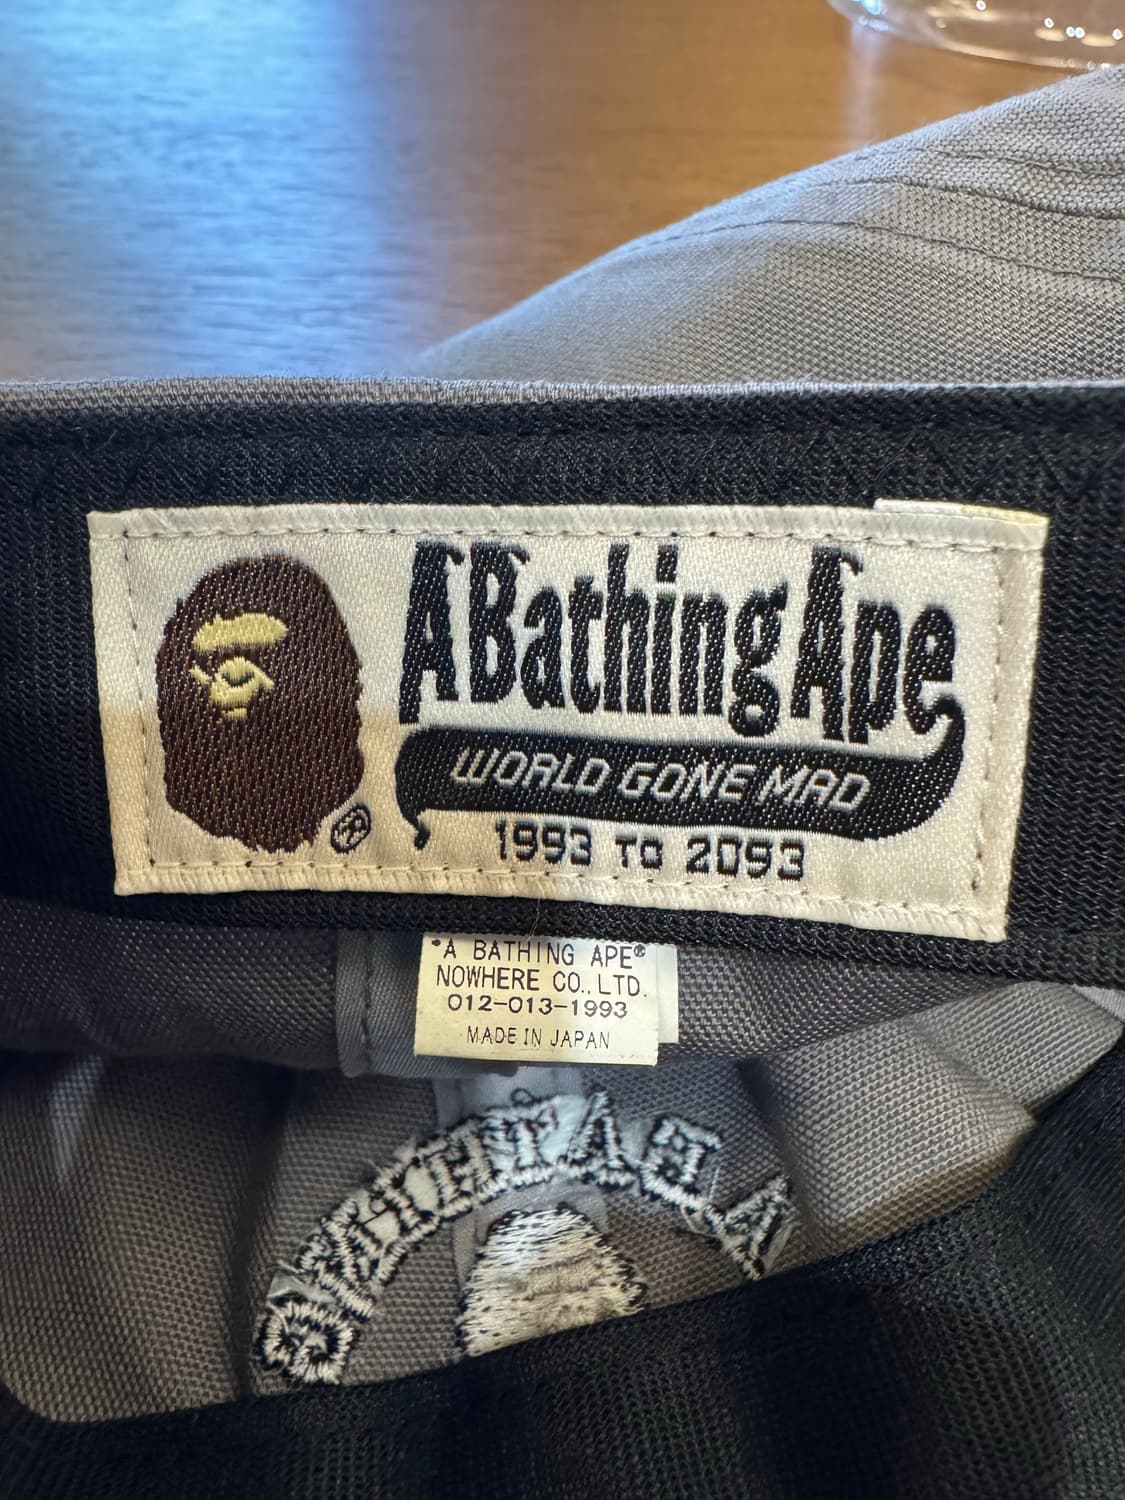 A Bathing Ape
WORLD GONE MAD
1993 TO 2093
®
*A BATHING APE®
NOWHERE CO., LTD.
012-013-1993
MADE IN JAPAN